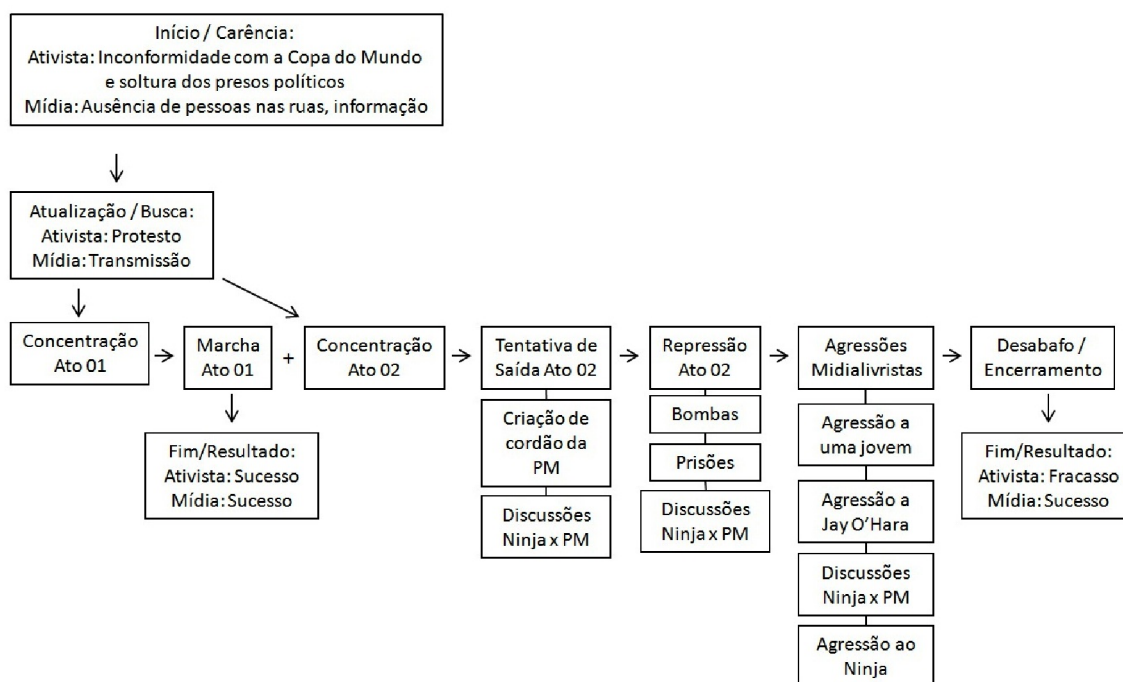 Início / Carência:
Ativista: Inconformidade com a Copa do Mundo
e soltura dos presos políticos
Mídia: Ausência de pessoas nas ruas, informação
Atualização / Busca:
Ativista: Protesto
Mídia: Transmissão
Concentração
Ato 01
Marcha
Ato 01
+
Concentração
Ato 02
Tentativa de
Saída Ato 02
Repressão
Ato 02
Agressões
Midialivristas
Desabafo /
Encerramento
Fim/Resultado:
Ativista: Sucesso
Mídia: Sucesso
Criação de
cordão da
PM
Discussões
Ninja x PM
Bombas
Prisões
Discussões
Ninja x PM
Agressão a
uma jovem
Agressão a
Jay O’Hara
Discussões
Ninja x PM
Agressão ao
Ninja
Fim/Resultado:
Ativista: Fracasso
Mídia: Sucesso